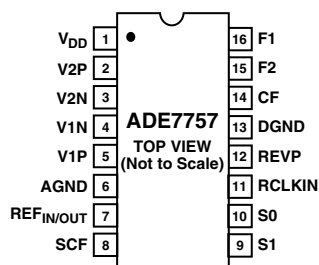 VDD 1
V2P 2
V2N 3
V1N 4
V1P 5
AGND 6
REFIN/OUT 7
SCF 8
ADE7757
TOP VIEW
(Not to Scale)
16 F1
15 F2
14 CF
13 DGND
12 REVP
11 RCLKIN
10 S0
9 S1